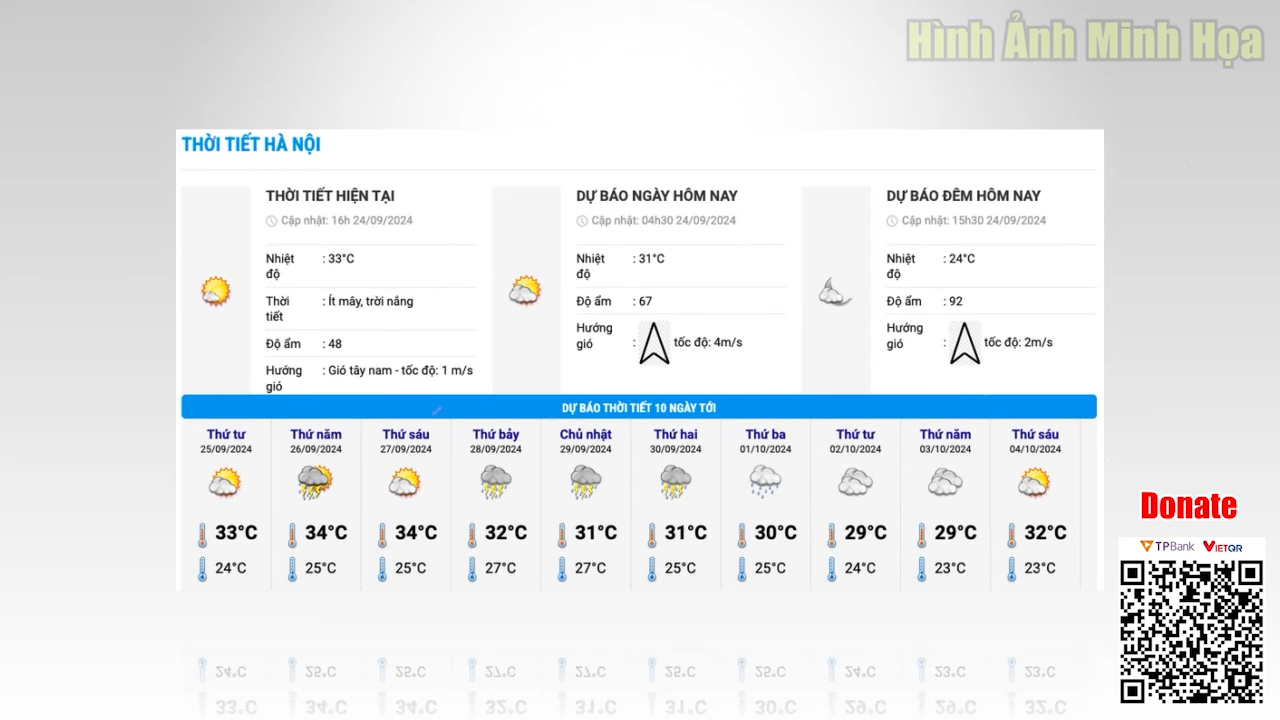 Hình Ảnh Minh Họa
THỜI TIẾT HÀ NỘI
THỜI TIẾT HIỆN TẠI
Cập nhật: 16h 24/09/2024
Nhiệt độ : 33°C
Thời tiết : Ít mây, trời nắng
Độ ẩm : 48
Hướng gió : Gió tây nam - tốc độ: 1 m/s
DỰ BÁO NGÀY HÔM NAY
Cập nhật: 04h30 24/09/2024
Nhiệt độ : 31°C
Độ ẩm : 67
Hướng gió : tốc độ: 4m/s
DỰ BÁO ĐÊM HÔM NAY
Cập nhật: 15h30 24/09/2024
Nhiệt độ : 24°C
Độ ẩm : 92
Hướng gió : tốc độ: 2m/s
DỰ BÁO THỜI TIẾT 10 NGÀY TỚI
Thứ tư Thứ năm Thứ sáu Thứ bảy Chủ nhật Thứ hai Thứ ba Thứ tư Thứ năm Thứ sáu
25/09/2024 26/09/2024 27/09/2024 28/09/2024 29/09/2024 30/09/2024 01/10/2024 02/10/2024 03/10/2024 04/10/2024
33°C 34°C 34°C 32°C 31°C 31°C 30°C 29°C 29°C 32°C
24°C 25°C 25°C 27°C 27°C 25°C 25°C 24°C 23°C 23°C
Donate
TPBank VIETQR